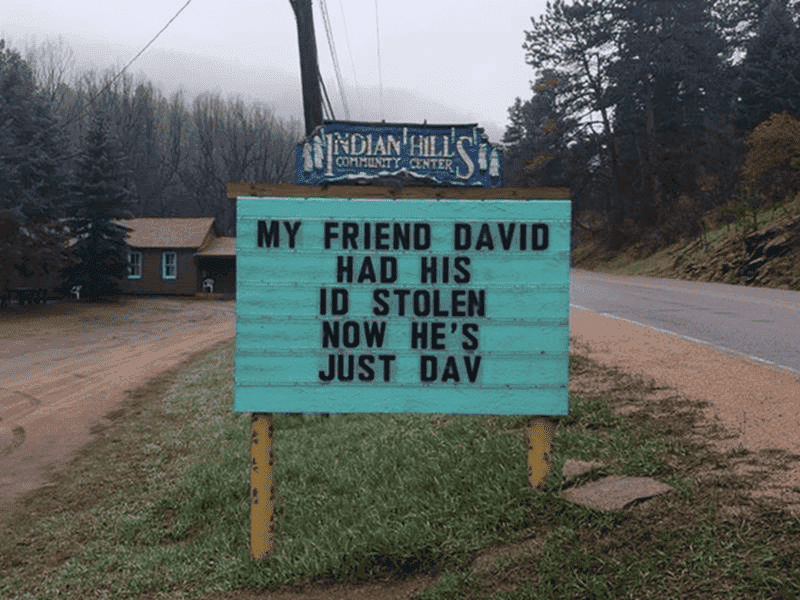 INDIAN HILLS
COMMUNITY CENTER
MY FRIEND DAVID
HAD HIS
ID STOLEN
NOW HE'S
JUST DAV